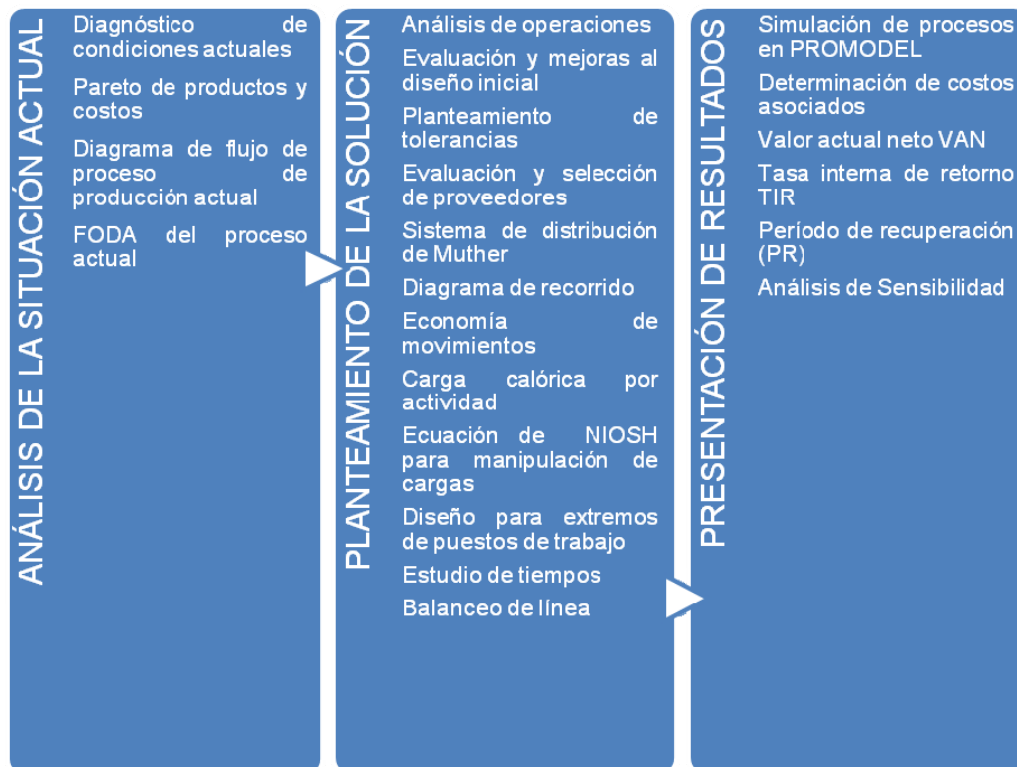 ANÁLISIS DE LA SITUACIÓN ACTUAL
Diagnóstico de
condiciones actuales
Pareto de productos y
costos
Diagrama de flujo de
proceso de
producción actual
FODA del proceso
actual
PLANTEAMIENTO DE LA SOLUCIÓN
Análisis de operaciones
Evaluación y mejoras al
diseño inicial
Planteamiento de
tolerancias
Evaluación y selección
de proveedores
Sistema de distribución
de Muther
Diagrama de recorrido
Economía de
movimientos
Carga calórica por
actividad
Ecuación de NIOSH
para manipulación de
cargas
Diseño para extremos
de puestos de trabajo
Estudio de tiempos
Balanceo de línea
PRESENTACIÓN DE RESULTADOS
Simulación de procesos
en PROMODEL
Determinación de costos
asociados
Valor actual neto VAN
Tasa interna de retorno
TIR
Período de recuperación
(PR)
Análisis de Sensibilidad